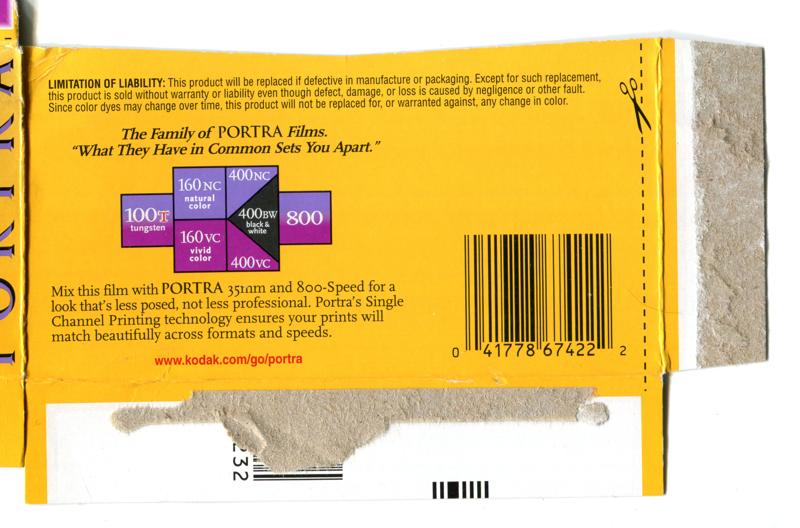 PORTRA
LIMITATION OF LIABILITY: This product will be replaced if defective in manufacture or packaging. Except for such replacement,
this product is sold without warranty or liability even though defect, damage, or loss is caused by negligence or other fault.
Since color dyes may change over time, this product will not be replaced for, or warranted against, any change in color.
The Family of PORTRA Films.
"What They Have in Common Sets You Apart."
100T
tungsten
160NC
natural
color
400NC
160VC
vivid
color
400BW
black &
white
400VC
800
Mix this film with PORTRA 35mm and 800-Speed for a
look that's less posed, not less professional. Portra's Single
Channel Printing technology ensures your prints will
match beautifully across formats and speeds.
www.kodak.com/go/portra
0 41778 67422 2
232